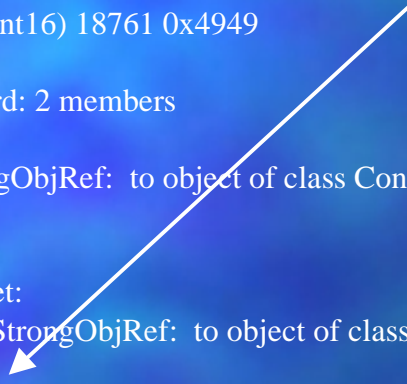 nt16) 18761 0x4949
rd: 2 members
gObjRef:  to object of class Con
et:
StrongObjRef:  to object of class